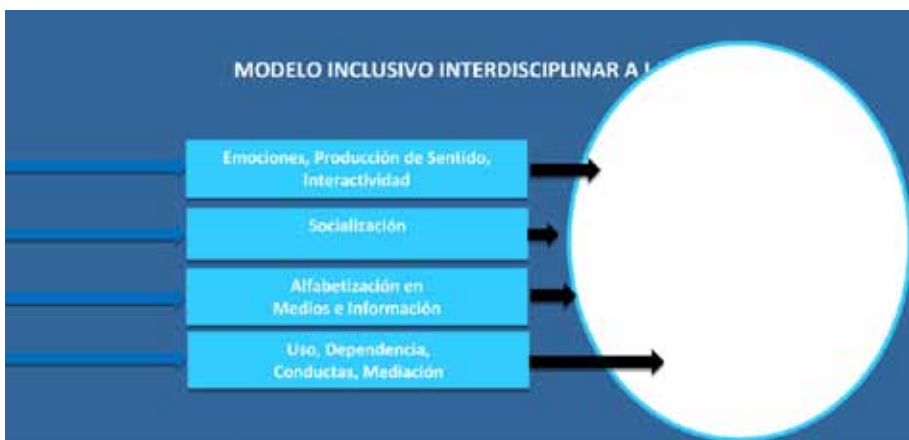 MODELO INCLUSIVO INTERDISCIPLINAR A
Emociones, Producción de Sentido,
Interactividad
Socialización
Alfabetización en
Medios e Información
Uso, Dependencia,
Conductas, Mediación